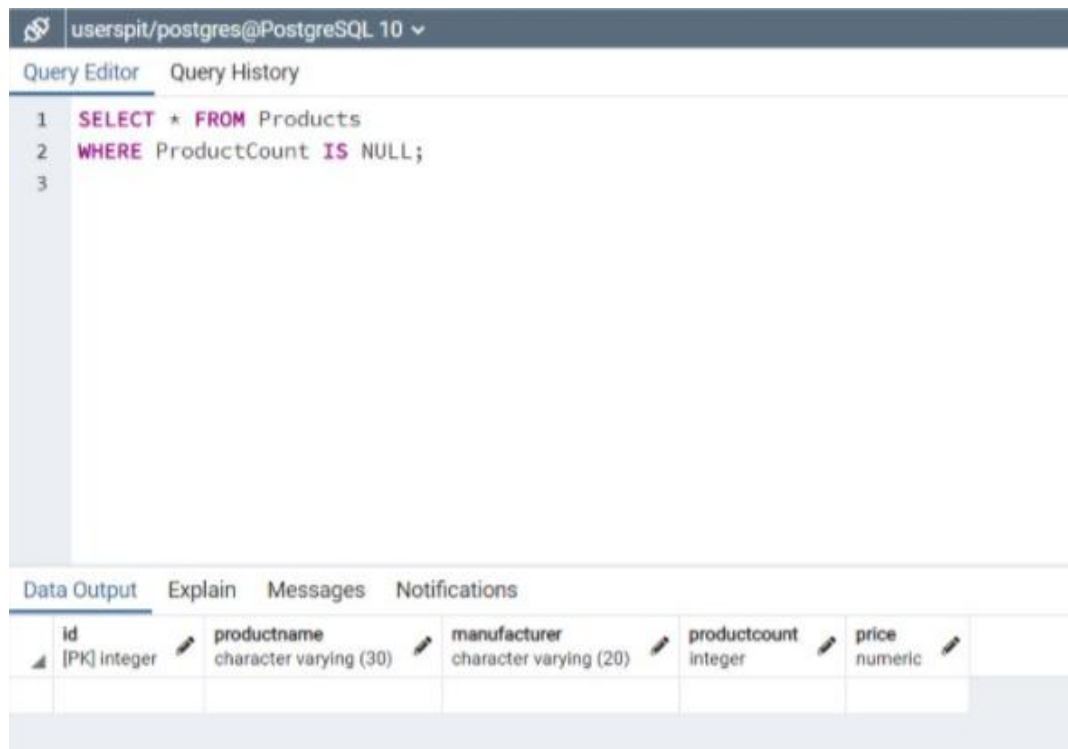 userspit/postgres@PostgreSQL 10
Query Editor Query History
1 SELECT * FROM Products
2 WHERE ProductCount IS NULL;
3
Data Output Explain Messages Notifications
id productname manufacturer productcount price
[PK] integer character varying (30) character varying (20) integer numeric